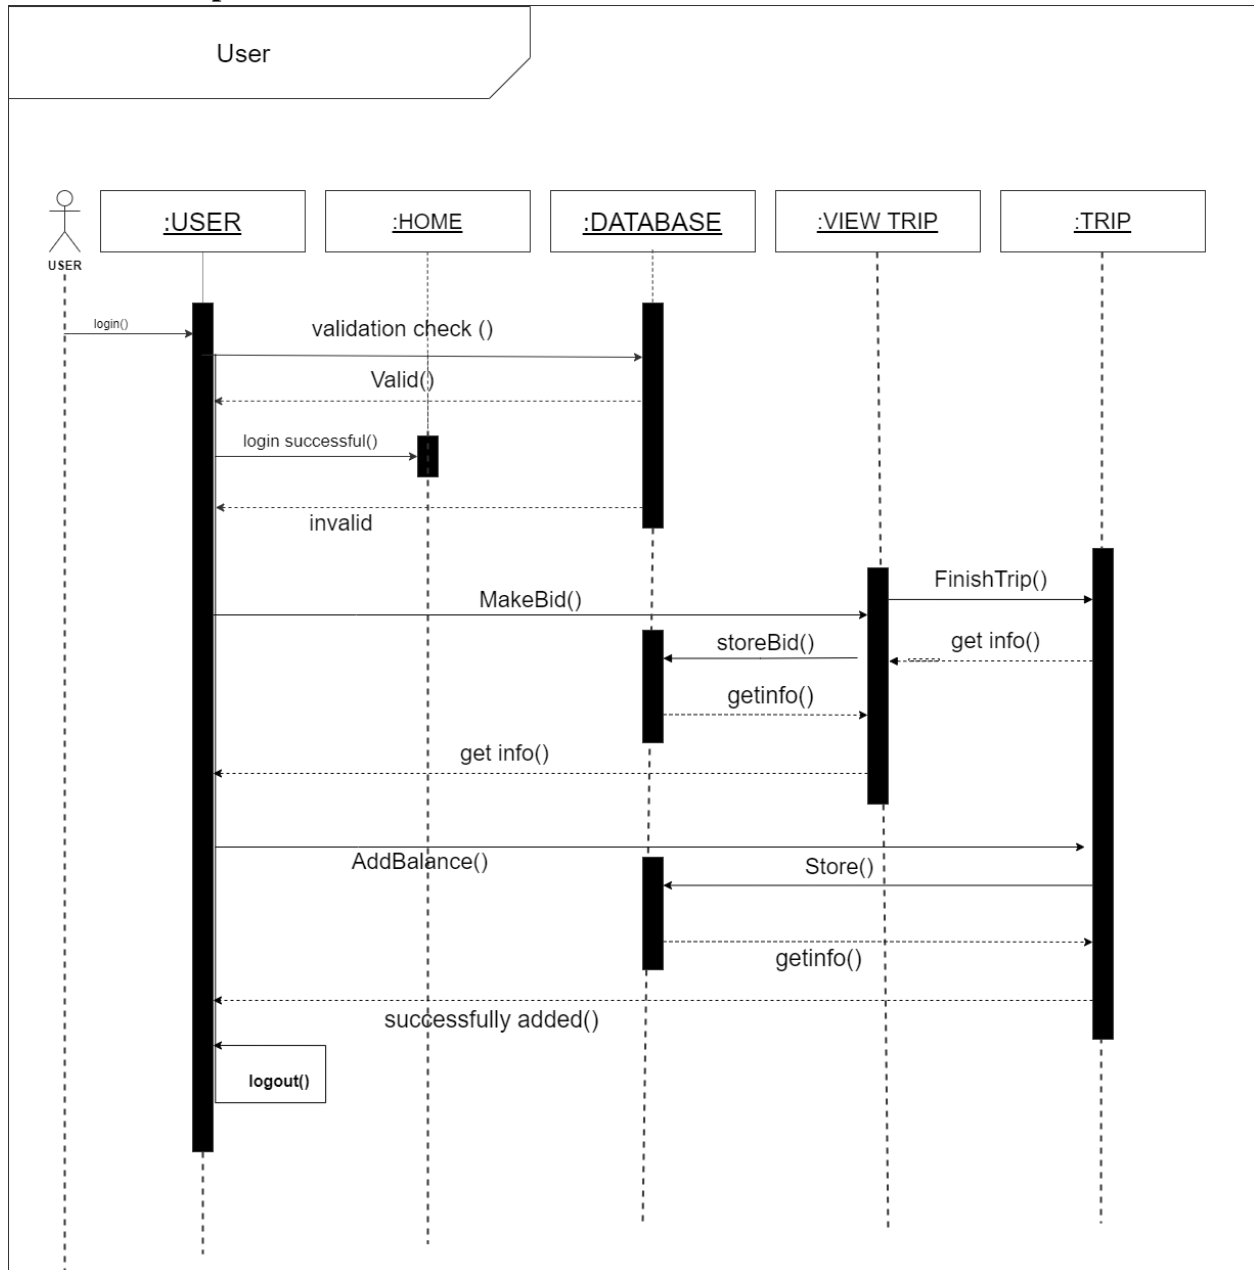 User
:USER
:HOME
:DATABASE
:VIEW TRIP
:TRIP
USER
login()
validation check ()
Valid()
login successful()
invalid
FinishTrip()
MakeBid()
storeBid()
get info()
getinfo()
get info()
AddBalance()
Store()
getinfo()
successfully added()
logout()